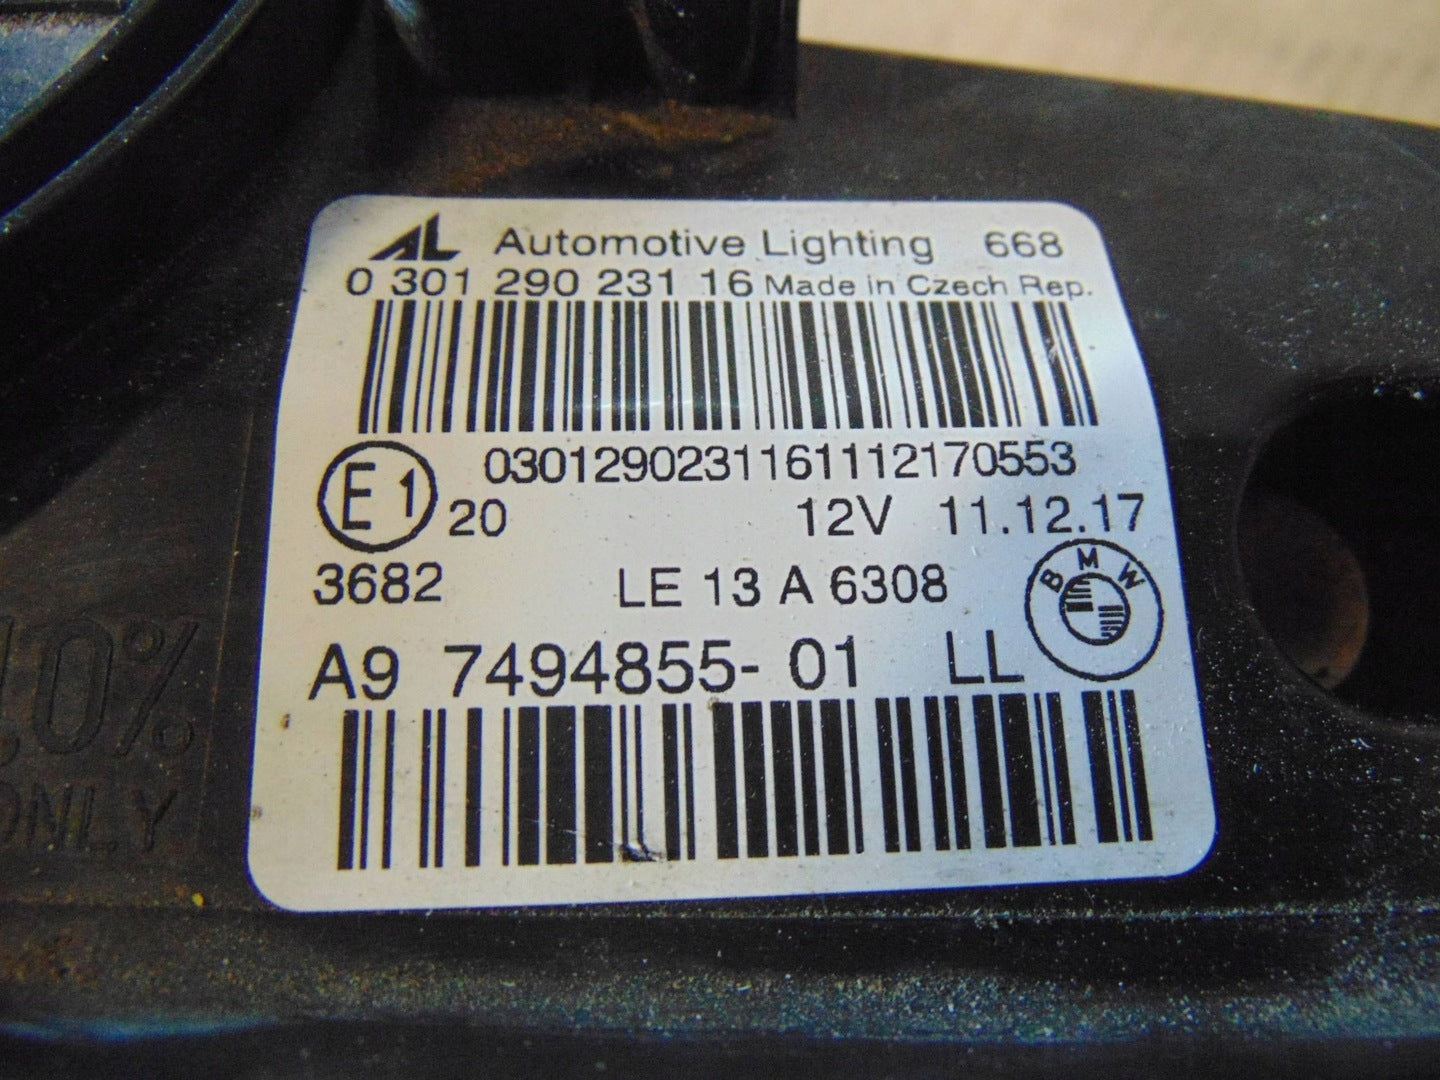 AL Automotive Lighting 668
0 301 290 231 16 Made in Czech Rep.
0301290231161112170553
E1 20 12V 11.12.17
3682 LE 13 A 6308
BMW
A9 7494855-01 LL
0%
ONLY